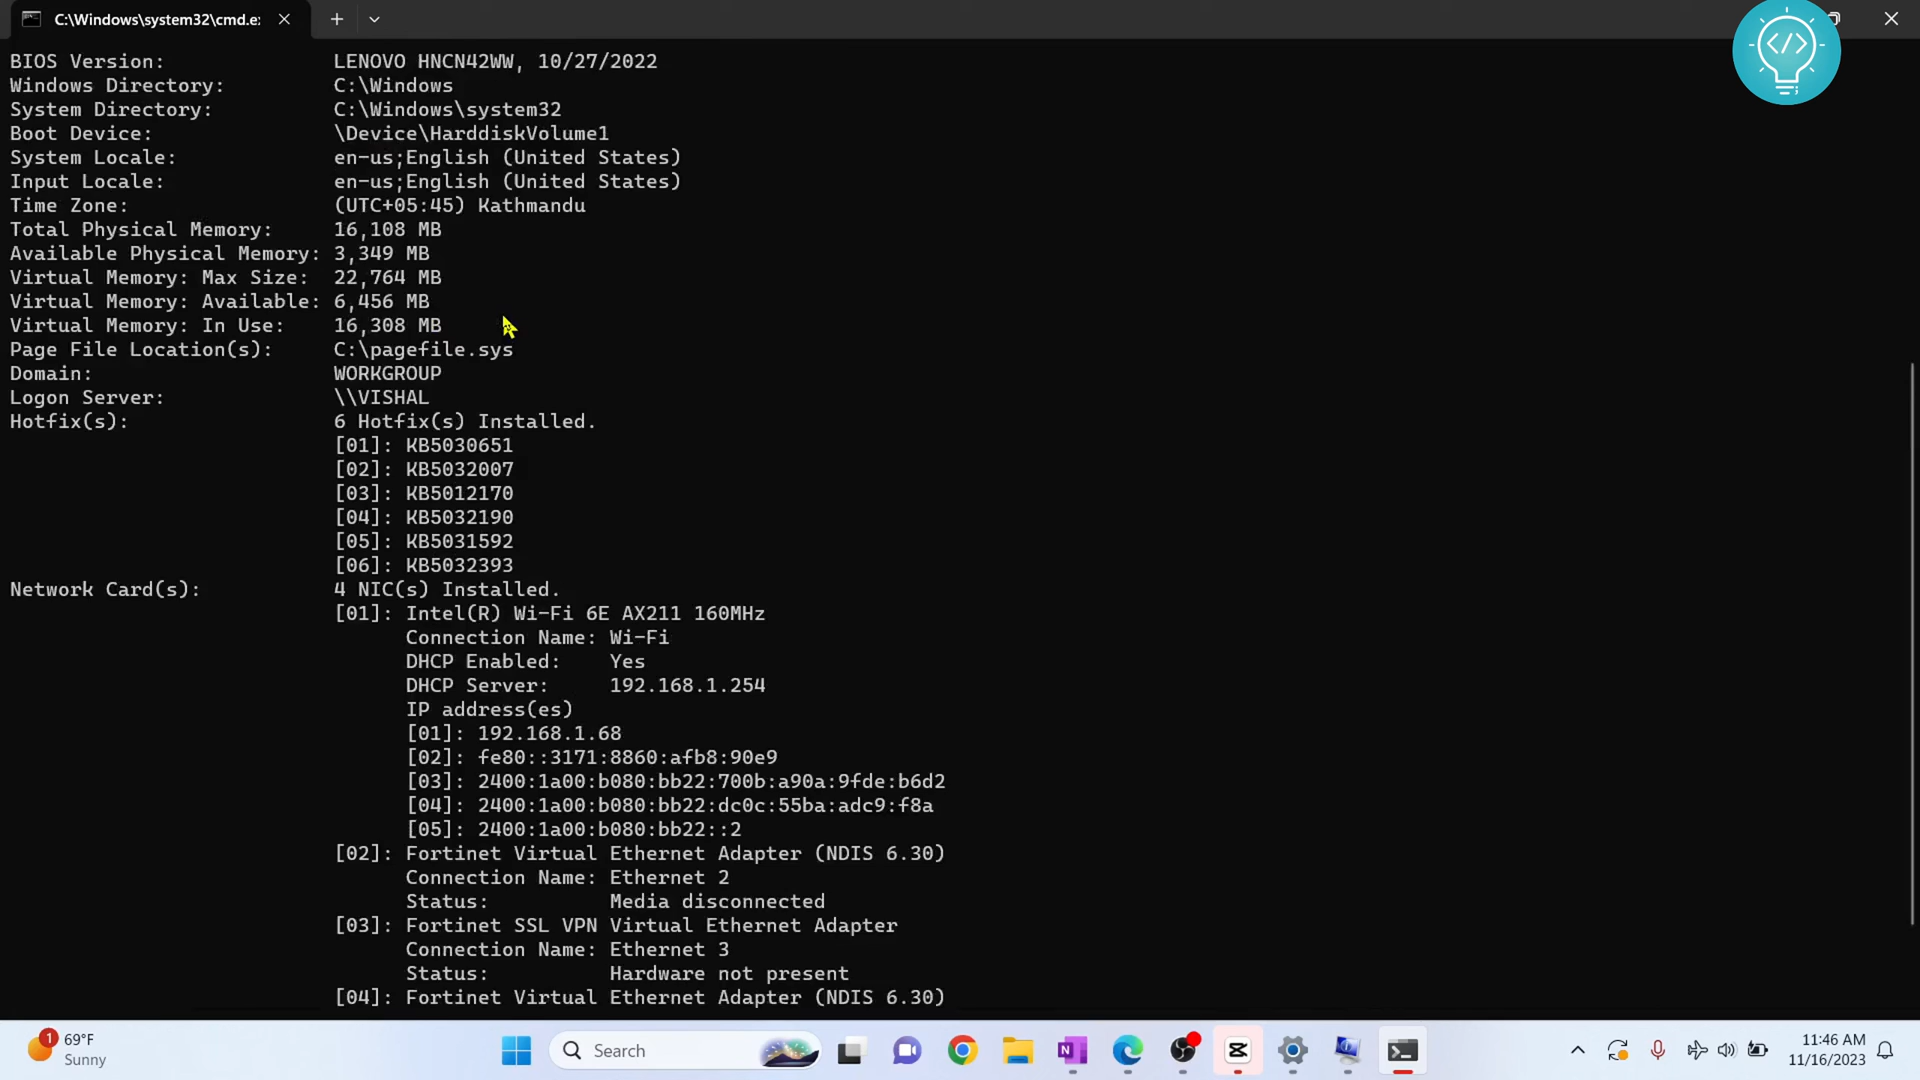 C:\Windows\system32\cmd.e:
BIOS Version: LENOVO HNCN42WW, 10/27/2022
Windows Directory: C:\Windows
System Directory: C:\Windows\system32
Boot Device: \Device\HarddiskVolume1
System Locale: en-us;English (United States)
Input Locale: en-us;English (United States)
Time Zone: (UTC+05:45) Kathmandu
Total Physical Memory: 16,108 MB
Available Physical Memory: 3,349 MB
Virtual Memory: Max Size: 22,764 MB
Virtual Memory: Available: 6,456 MB
Virtual Memory: In Use: 16,308 MB
Page File Location(s): C:\pagefile.sys
Domain: WORKGROUP
Logon Server: \\VISHAL
Hotfix(s): 6 Hotfix(s) Installed.
[01]: KB5030651
[02]: KB5032007
[03]: KB5012170
[04]: KB5032190
[05]: KB5031592
[06]: KB5032393
Network Card(s): 4 NIC(s) Installed.
[01]: Intel(R) Wi-Fi 6E AX211 160MHz
Connection Name: Wi-Fi
DHCP Enabled: Yes
DHCP Server: 192.168.1.254
IP address(es)
[01]: 192.168.1.68
[02]: fe80::3171:8860:afb8:90e9
[03]: 2400:1a00:b080:bb22:700b:a90a:9fde:b6d2
[04]: 2400:1a00:b080:bb22:dc0c:55ba:adc9:f8a
[05]: 2400:1a00:b080:bb22::2
[02]: Fortinet Virtual Ethernet Adapter (NDIS 6.30)
Connection Name: Ethernet 2
Status: Media disconnected
[03]: Fortinet SSL VPN Virtual Ethernet Adapter
Connection Name: Ethernet 3
Status: Hardware not present
[04]: Fortinet Virtual Ethernet Adapter (NDIS 6.30)
1
69°F
Sunny
Search
N
11:46 AM
11/16/2023